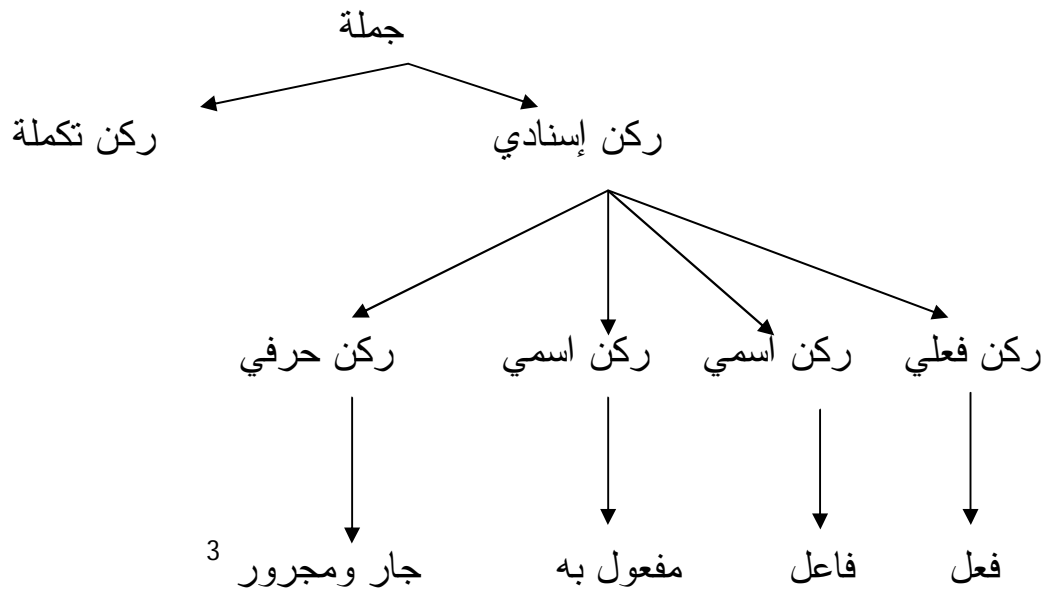 جملة
ركن إسنادي ركن تكملة
ركن فعلي ركن اسمي ركن اسمي ركن حرفي
فعل فاعل مفعول به جار ومجرور 3